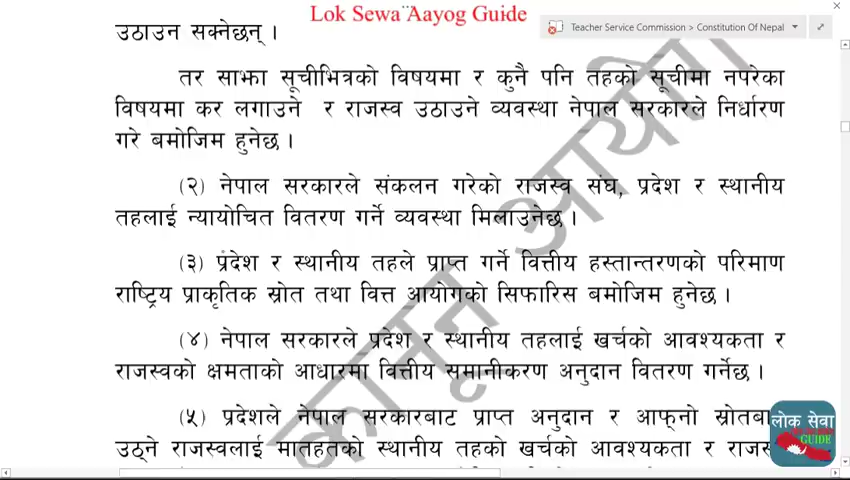 Lok Sewa Aayog Guide
Teacher Service Commission > Constitution Of Nepal
उठाउन सक्नेछन् ।
तर साझा सूचीभित्रको विषयमा र कुनै पनि तहको सूचीमा नपरेका
विषयमा कर लगाउने र राजस्व उठाउने व्यवस्था नेपाल सरकारले निर्धारण
गरे बमोजिम हुनेछ ।
(२) नेपाल सरकारले संकलन गरेको राजस्व संघ, प्रदेश र स्थानीय
तहलाई न्यायोचित वितरण गर्ने व्यवस्था मिलाउनेछ ।
(३) प्रदेश र स्थानीय तहले प्राप्त गर्ने वित्तीय हस्तान्तरणको परिमाण
राष्ट्रिय प्राकृतिक स्रोत तथा वित्त आयोगको सिफारिस बमोजिम हुनेछ ।
(४) नेपाल सरकारले प्रदेश र स्थानीय तहलाई खर्चको आवश्यकता र
राजस्वको क्षमताको आधारमा वित्तीय समानीकरण अनुदान वितरण गर्नेछ ।
(५) प्रदेशले नेपाल सरकारबाट प्राप्त अनुदान र आफ्नो स्रोतबा
उठ्ने राजस्वलाई मातहतको स्थानीय तहको खर्चको आवश्यकता र राजस
कानून आयोग
लोक सेवा
GUIDE